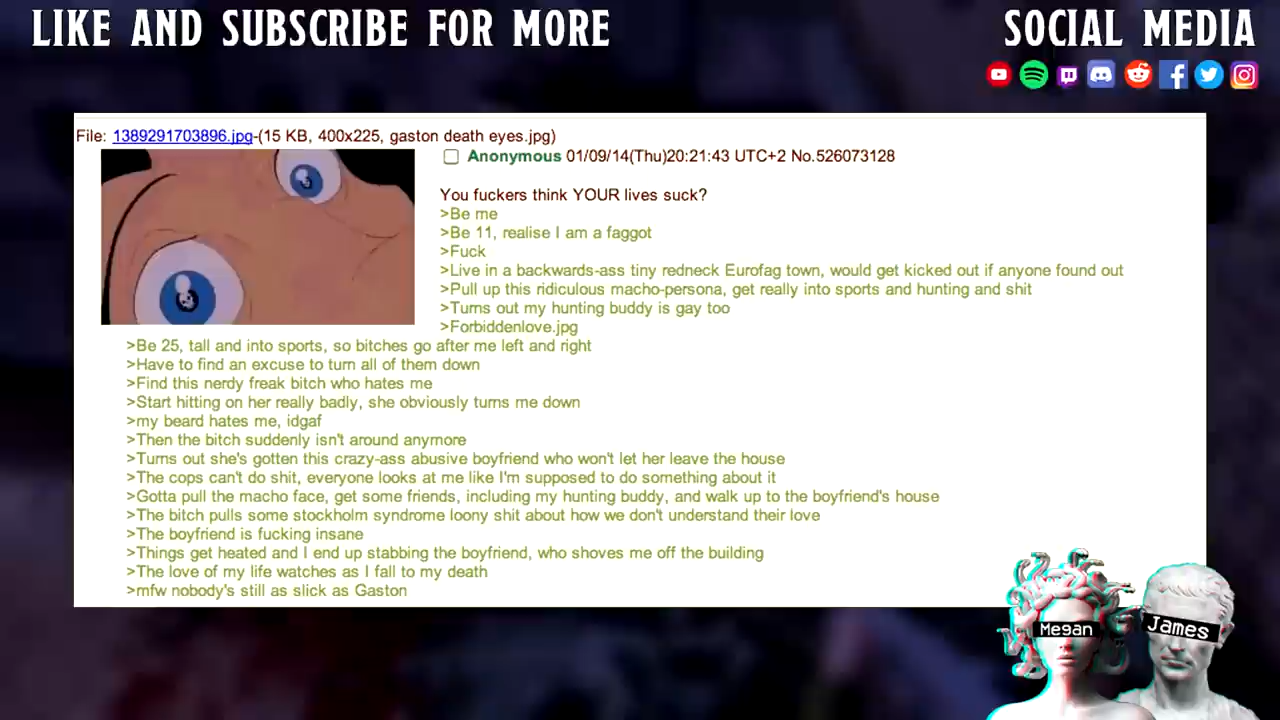 LIKE AND SUBSCRIBE FOR MORE
SOCIAL MEDIA
File: 1389291703896.jpg-(15 KB, 400x225, gaston death eyes.jpg)
Anonymous 01/09/14(Thu)20:21:43 UTC+2 No.526073128
You fuckers think YOUR lives suck?
>Be me
>Be 11, realise I am a faggot
>Fuck
>Live in a backwards-ass tiny redneck Eurofag town, would get kicked out if anyone found out
>Pull up this ridiculous macho-persona, get really into sports and hunting and shit
>Turns out my hunting buddy is gay too
>Forbiddenlove.jpg
>Be 25, tall and into sports, so bitches go after me left and right
>Have to find an excuse to turn all of them down
>Find this nerdy freak bitch who hates me
>Start hitting on her really badly, she obviously turns me down
>my beard hates me, idgaf
>Then the bitch suddenly isn't around anymore
>Turns out she's gotten this crazy-ass abusive boyfriend who won't let her leave the house
>The cops can't do shit, everyone looks at me like I'm supposed to do something about it
>Gotta pull the macho face, get some friends, including my hunting buddy, and walk up to the boyfriend's house
>The bitch pulls some stockholm syndrome loony shit about how we don't understand their love
>The boyfriend is fucking insane
>Things get heated and I end up stabbing the boyfriend, who shoves me off the building
>The love of my life watches as I fall to my death
>mfw nobody's still as slick as Gaston
Megan
James